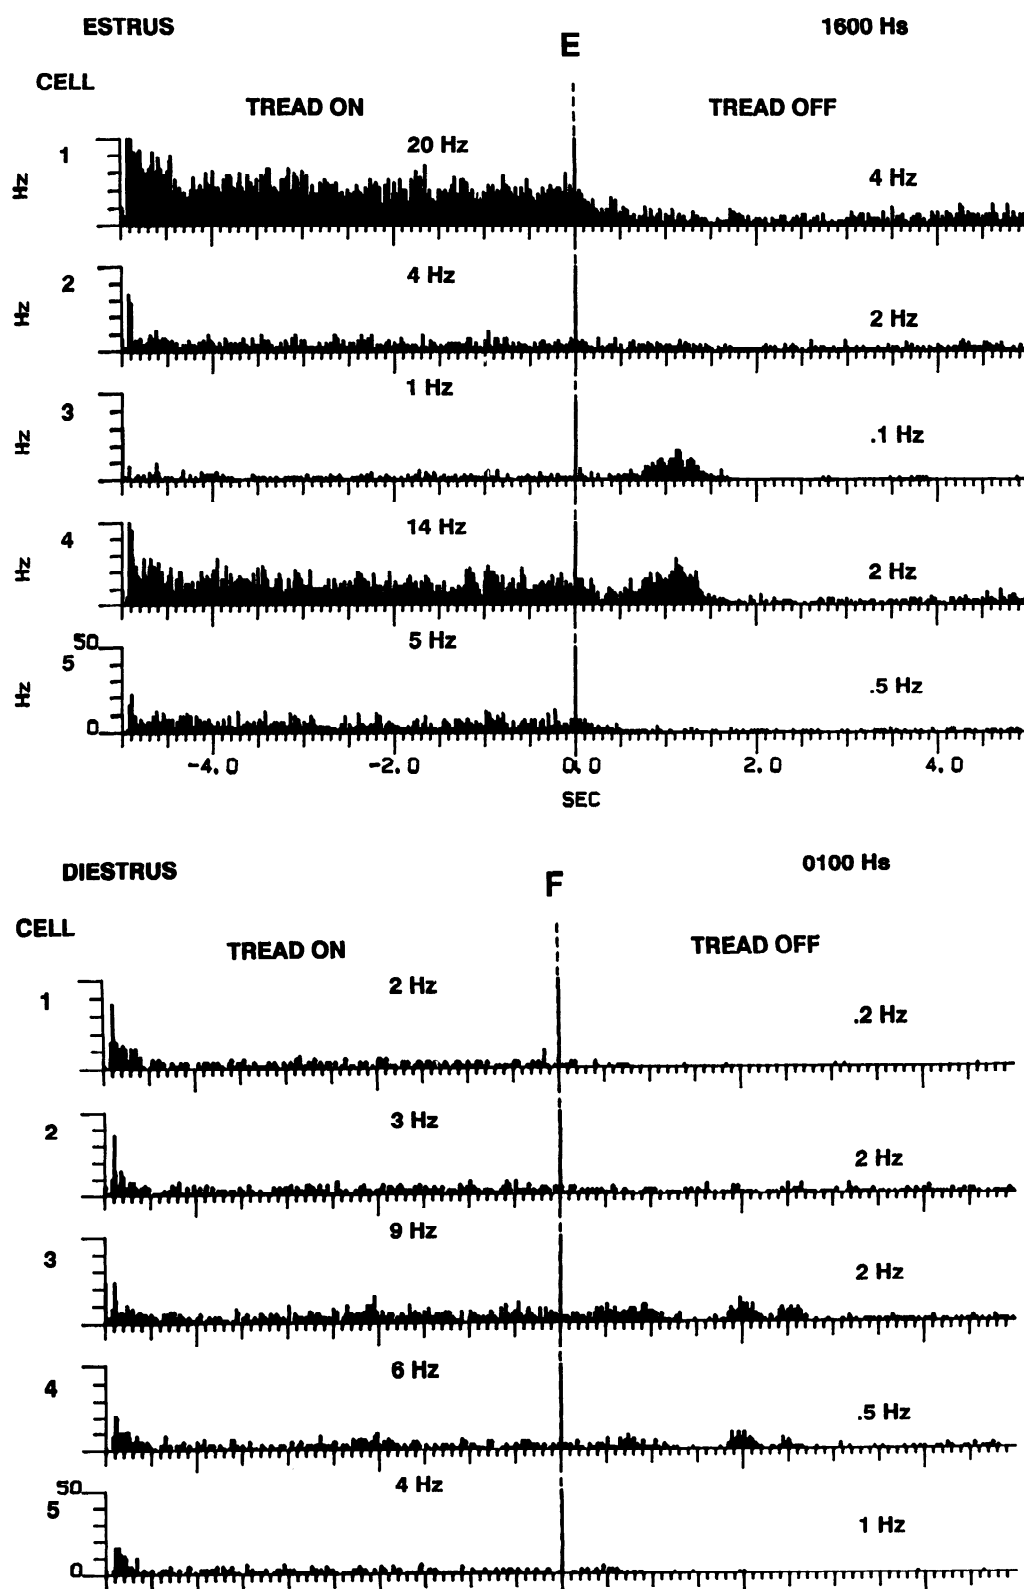 ESTRUS 1600 Hs
E
CELL
TREAD ON TREAD OFF
20 Hz
1
4 Hz
Hz
4 Hz
2
2 Hz
Hz
1 Hz
3
.1 Hz
Hz
14 Hz
4
2 Hz
Hz
5 Hz
50
5
.5 Hz
Hz
0
-4.0 -2.0 0.0 2.0 4.0
SEC
DIESTRUS 0100 Hs
F
CELL
TREAD ON TREAD OFF
2 Hz
1
.2 Hz
3 Hz
2
2 Hz
9 Hz
3
2 Hz
6 Hz
4
.5 Hz
4 Hz
50
5
1 Hz
0